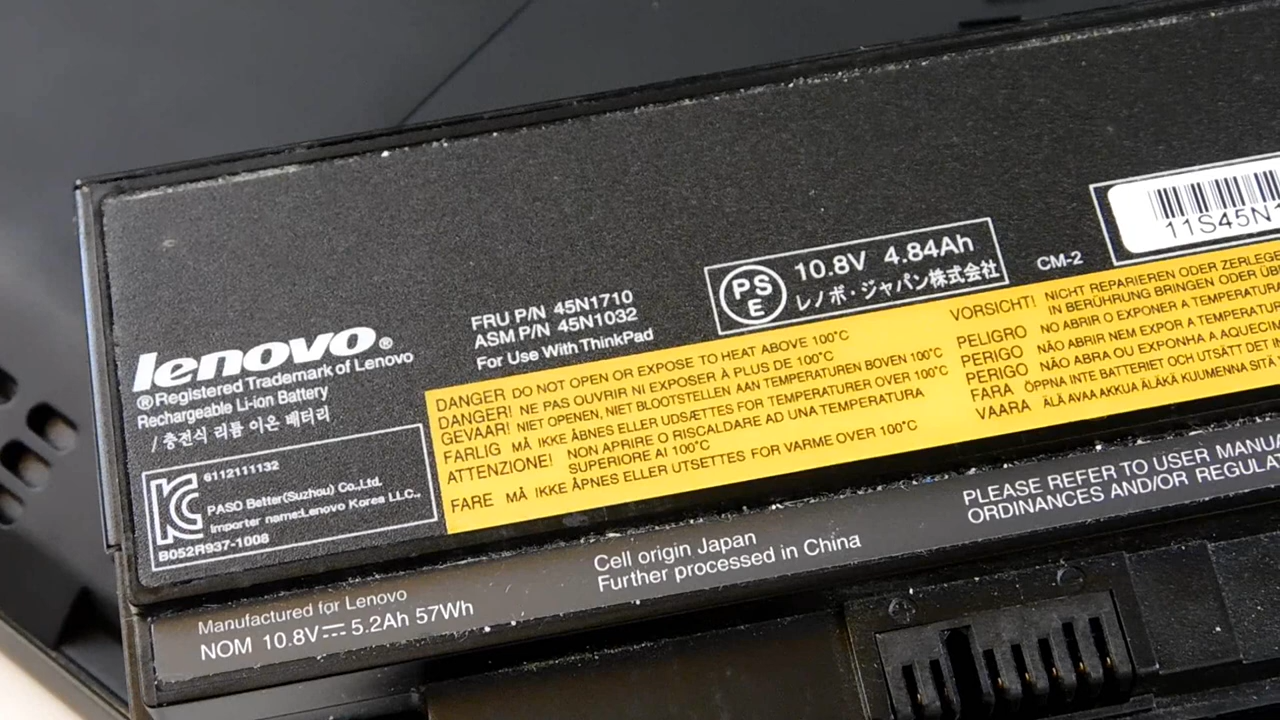 lenovo®
®Registered Trademark of Lenovo
Rechargeable Li-ion Battery
/ 충전식 리튬 이온 배터리
6112111132
PASO Better(Suzhou) Co.,Ltd.
Importer name:Lenovo Korea LLC.,
B052R937-1008
FRU P/N 45N1710
ASM P/N 45N1032
For Use With ThinkPad
PS
E
10.8V 4.84Ah
レノボ・ジャパン株式会社
CM-2
11S45N
DANGER DO NOT OPEN OR EXPOSE TO HEAT ABOVE 100°C
DANGER! NE PAS OUVRIR NI EXPOSER À PLUS DE 100°C
GEVAAR! NIET OPENEN, NIET BLOOTSTELLEN AAN TEMPERATUREN BOVEN 100°C
FARLIG MÅ IKKE ÅBNES ELLER UDSÆTTES FOR TEMPERATURER OVER 100°C
ATTENZIONE! NON APRIRE O RISCALDARE AD UNA TEMPERATURA
SUPERIORE AI 100°C
FARE MÅ IKKE ÅPNES ELLER UTSETTES FOR VARME OVER 100°C
VORSICHT! NICHT REPARIEREN ODER ZERLEGE
IN BERÜHRUNG BRINGEN ODER ÜB
PELIGRO NO ABRIR O EXPONER A TEMPERATURA
PERIGO NÃO ABRIR NEM EXPOR A TEMPERATUR
PERIGO NÃO ABRA OU EXPONHA A AQUECIM
FARA ÖPPNA INTE BATTERIET OCH UTSÄTT DET IN
VAARA ÄLÄ AVAA AKKUA ÄLÄKÄ KUUMENNA SITÄ
Manufactured for Lenovo
NOM 10.8V⎓5.2Ah 57Wh
Cell origin Japan
Further processed in China
PLEASE REFER TO USER MANUA
ORDINANCES AND/OR REGULAT